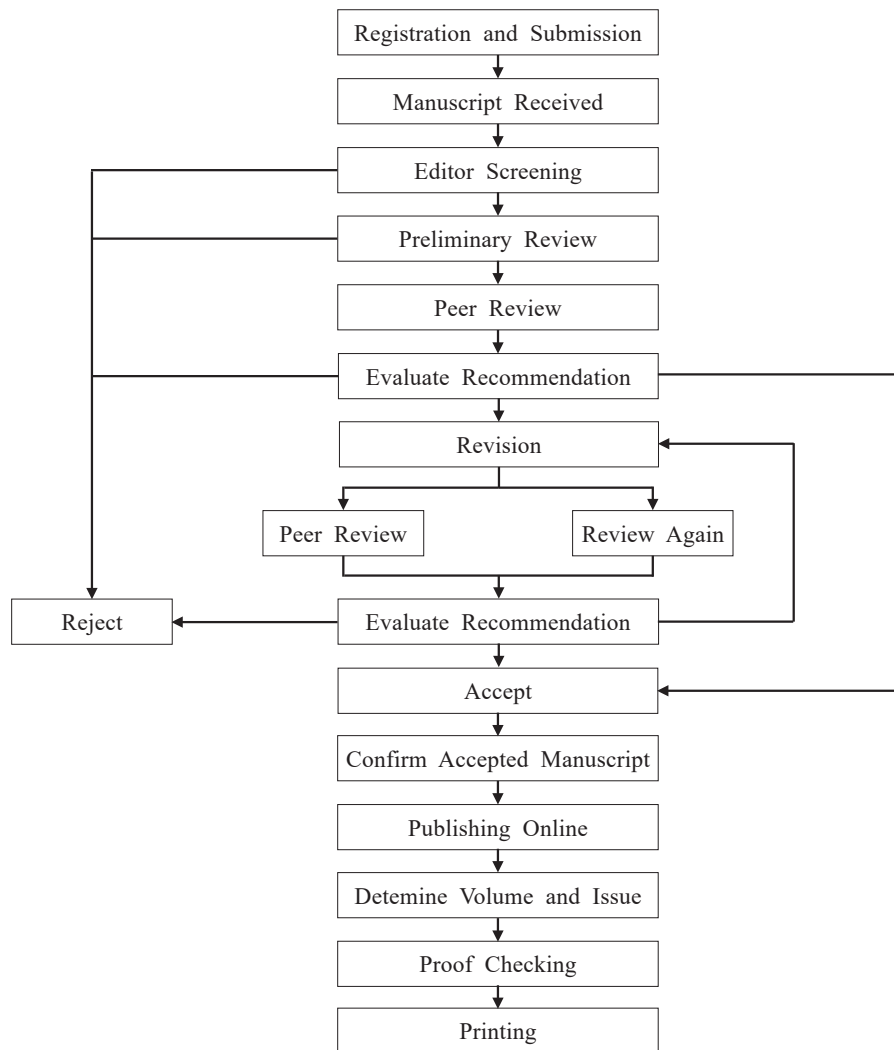 Registration and Submission
Manuscript Received
Editor Screening
Preliminary Review
Peer Review
Evaluate Recommendation
Revision
Peer Review
Review Again
Reject
Evaluate Recommendation
Accept
Confirm Accepted Manuscript
Publishing Online
Detemine Volume and Issue
Proof Checking
Printing